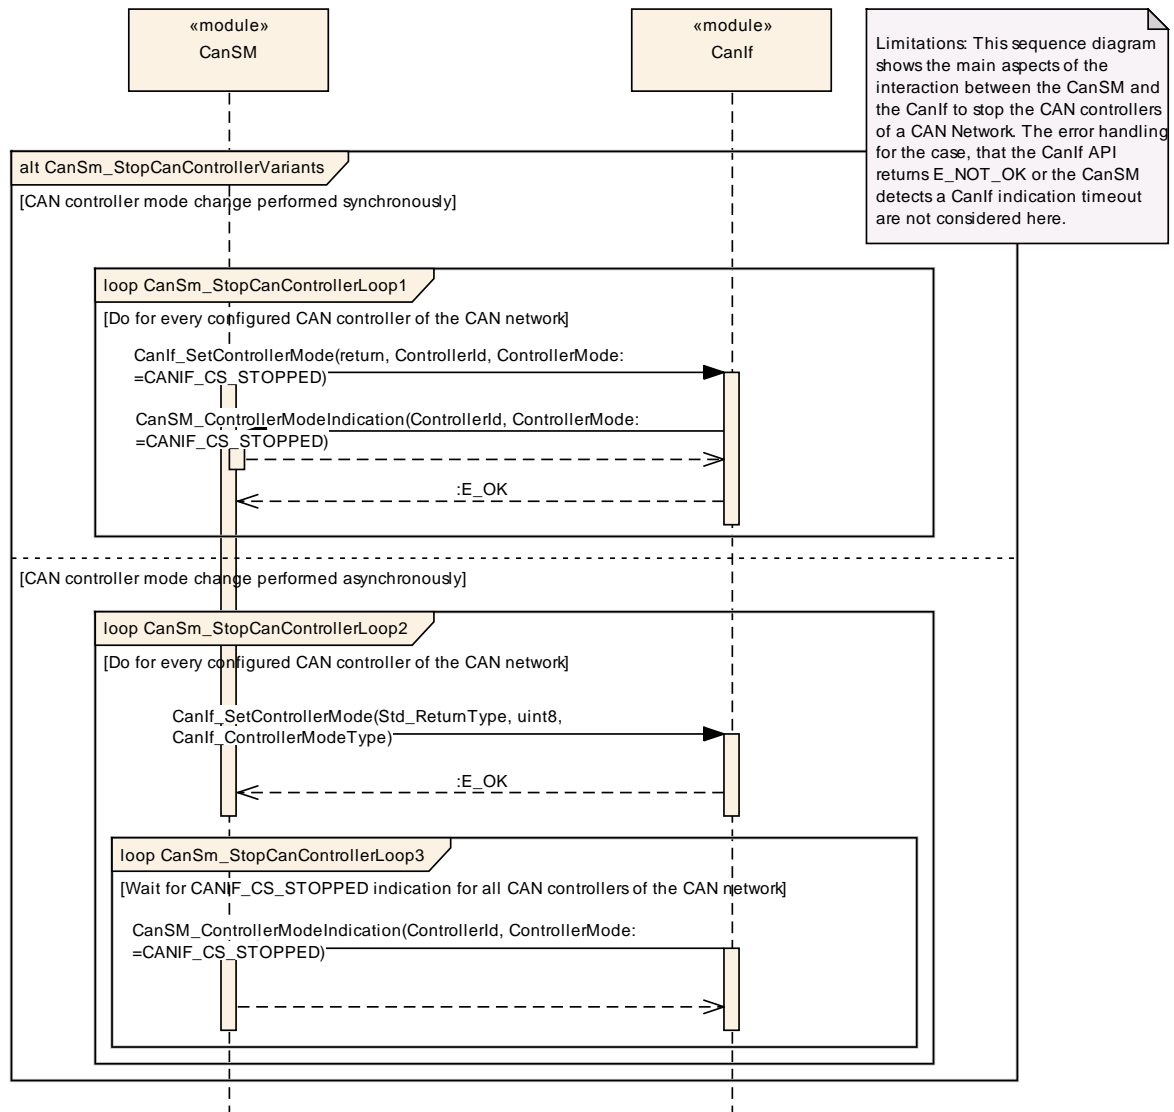 «module»
CanSM
«module»
CanIf
Limitations: This sequence diagram
shows the main aspects of the
interaction between the CanSM and
the CanIf to stop the CAN controllers
of a CAN Network. The error handling
for the case, that the CanIf API
returns E_NOT_OK or the CanSM
detects a CanIf indication timeout
are not considered here.
alt CanSm_StopCanControllerVariants
[CAN controller mode change performed synchronously]
loop CanSm_StopCanControllerLoop1
[Do for every configured CAN controller of the CAN network]
CanIf_SetControllerMode(return, ControllerId, ControllerMode:
=CANIF_CS_STOPPED)
CanSM_ControllerModeIndication(ControllerId, ControllerMode:
=CANIF_CS_STOPPED)
:E_OK
[CAN controller mode change performed asynchronously]
loop CanSm_StopCanControllerLoop2
[Do for every configured CAN controller of the CAN network]
CanIf_SetControllerMode(Std_ReturnType, uint8,
CanIf_ControllerModeType)
:E_OK
loop CanSm_StopCanControllerLoop3
[Wait for CANIF_CS_STOPPED indication for all CAN controllers of the CAN network]
CanSM_ControllerModeIndication(ControllerId, ControllerMode:
=CANIF_CS_STOPPED)